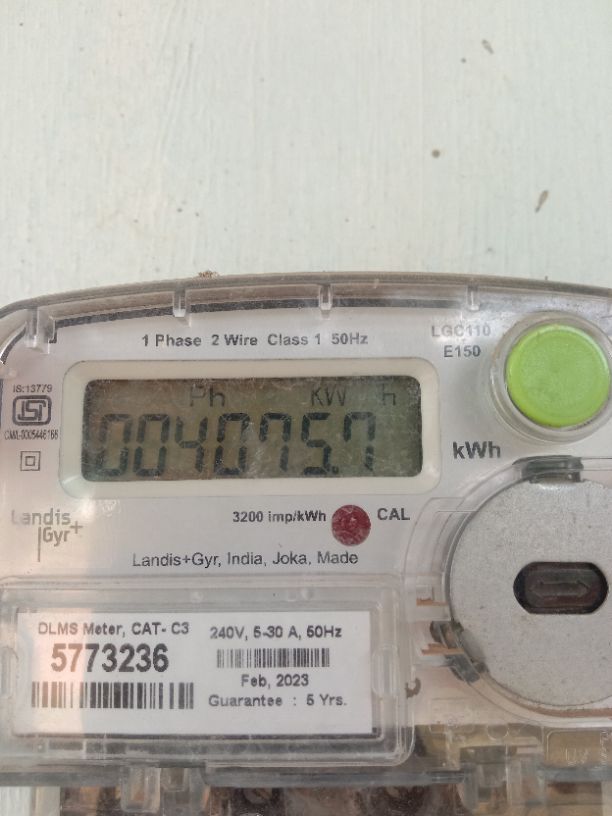 1 Phase 2 Wire Class 1 50Hz
LGC110
E150
IS:13779
Ph KW h
004075.7
kWh
Landis
Gyr+
3200 imp/kWh
CAL
Landis+Gyr, India, Joka, Made
DLMS Meter, CAT- C3
5773236
240V, 5-30 A, 50Hz
Feb, 2023
Guarantee : 5 Yrs.